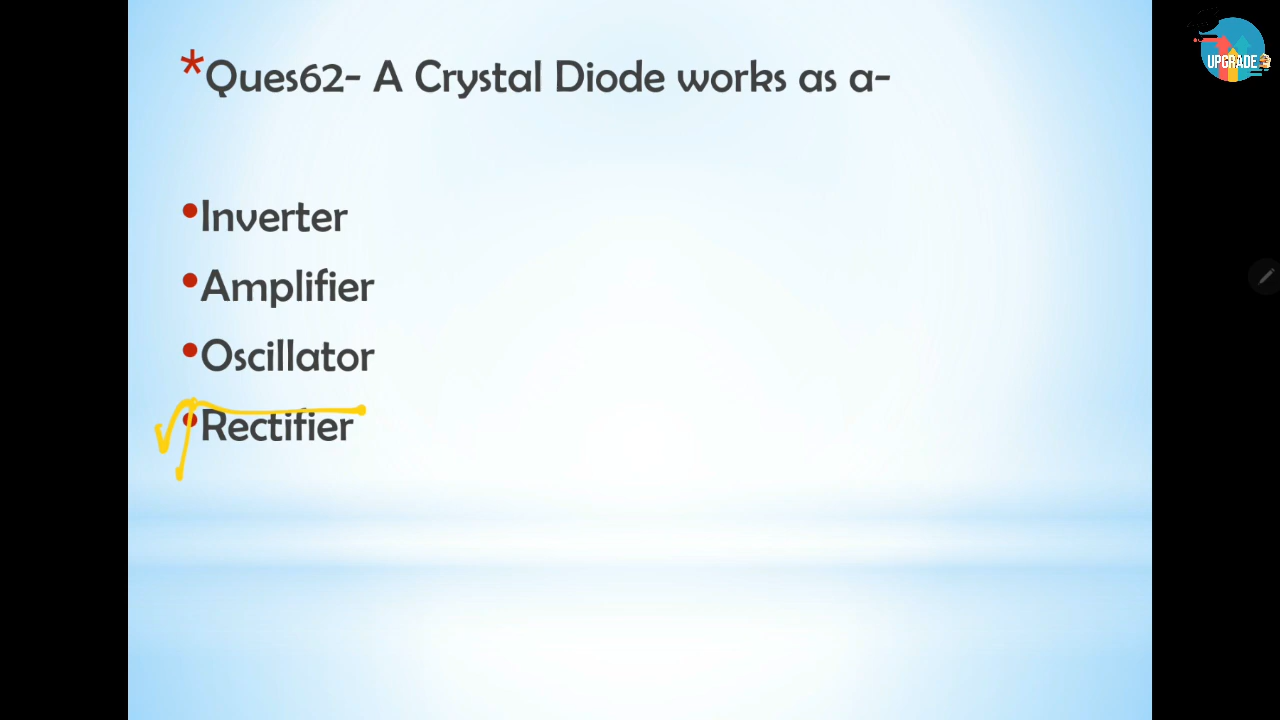 *Ques62- A Crystal Diode works as a-
•Inverter
•Amplifier
•Oscillator
•Rectifier
UPGRADE